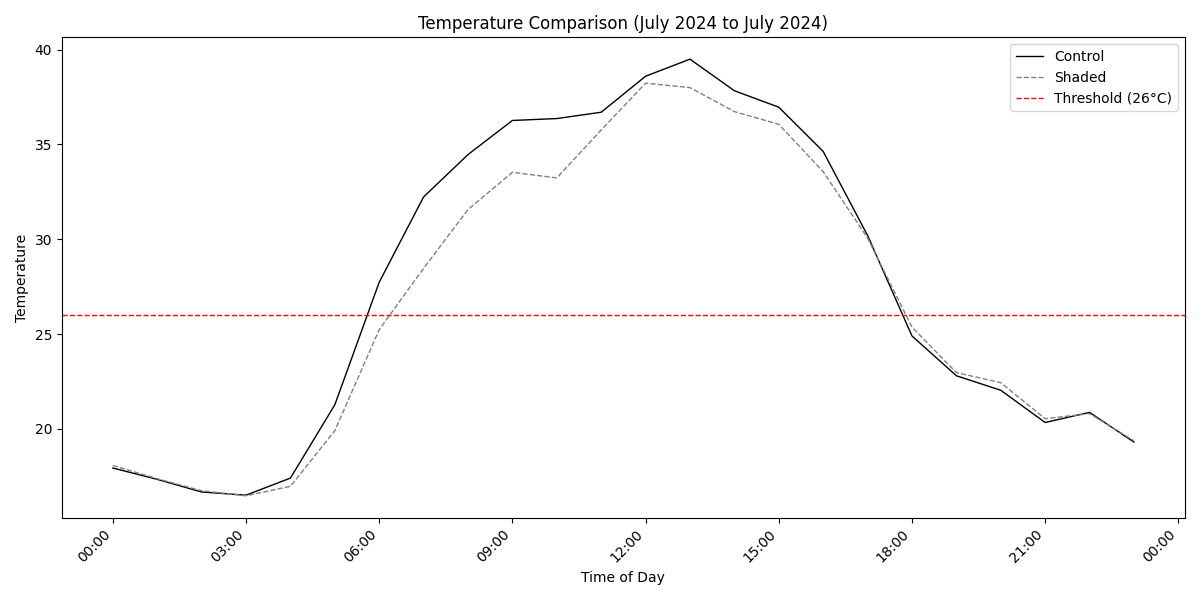 Temperature Comparison (July 2024 to July 2024)
Control
Shaded
Threshold (26°C)
Temperature
40
35
30
25
20
00:00
03:00
06:00
09:00
12:00
15:00
18:00
21:00
00:00
Time of Day